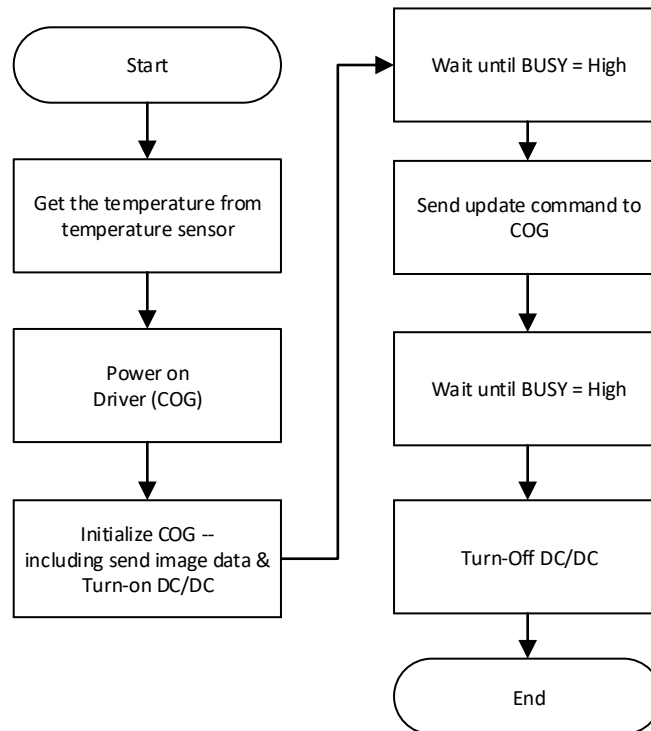 Start
Get the temperature from
temperature sensor
Power on
Driver (COG)
Initialize COG --
including send image data &
Turn-on DC/DC
Wait until BUSY = High
Send update command to
COG
Wait until BUSY = High
Turn-Off DC/DC
End